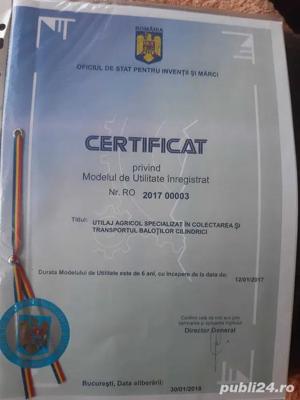 ROMÂNIA
OFICIUL DE STAT PENTRU INVENȚII ȘI MĂRCI
CERTIFICAT
privind
Modelul de Utilitate înregistrat
Nr. RO 2017 00003
Titlul: UTILAJ AGRICOL SPECIALIZAT ÎN COLECTAREA ȘI
TRANSPORTUL BALOȚILOR CILINDRICI
Durata Modelului de Utilitate este de 6 ani, cu începere de la data de: 12/01/2017
Director General
București, Data eliberării: 30/01/2018
publi24.ro